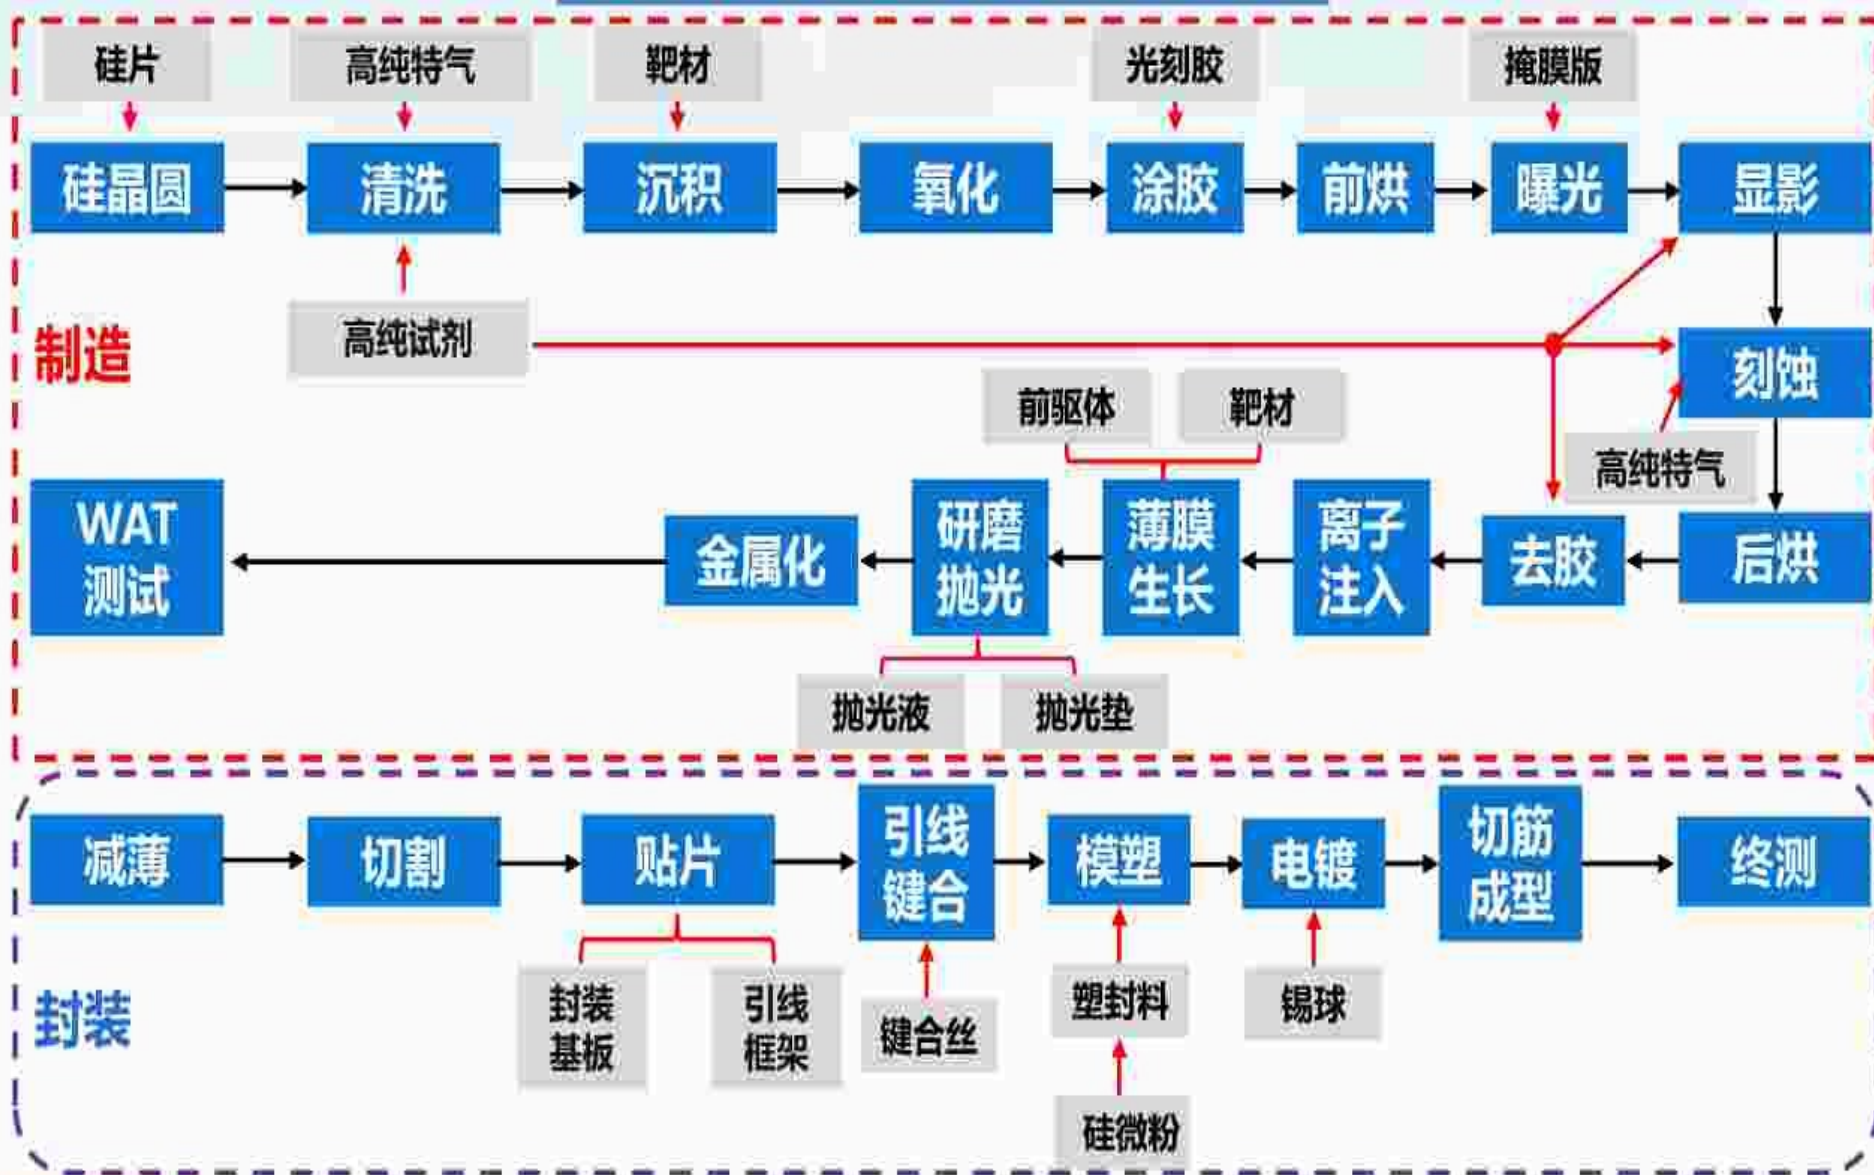 硅片
高纯特气
靶材
光刻胶
掩膜版
硅晶圆
清洗
沉积
氧化
涂胶
前烘
曝光
显影
高纯试剂
制造
刻蚀
前驱体
靶材
高纯特气
WAT
测试
金属化
研磨
抛光
薄膜
生长
离子
注入
去胶
后烘
抛光液
抛光垫
减薄
切割
贴片
引线
键合
模塑
电镀
切筋
成型
终测
封装
封装
基板
引线
框架
键合丝
塑封料
锡球
硅微粉